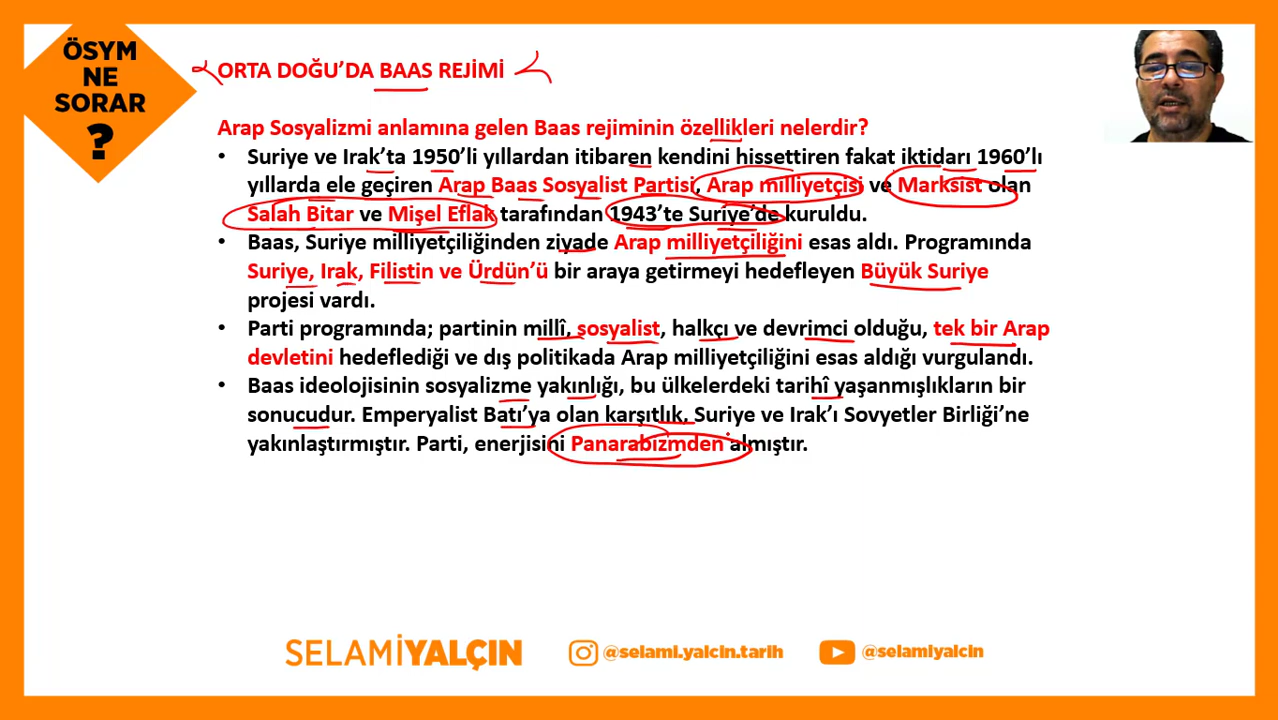 ÖSYM
NE
SORAR
?
ORTA DOĞU'DA BAAS REJİMİ
Arap Sosyalizmi anlamına gelen Baas rejiminin özellikleri nelerdir?
• Suriye ve Irak'ta 1950'li yıllardan itibaren kendini hissettiren fakat iktidarı 1960'lı
yıllarda ele geçiren Arap Baas Sosyalist Partisi, Arap milliyetçisi ve Marksist olan
Salah Bitar ve Mişel Eflak tarafından 1943'te Suriye'de kuruldu.
• Baas, Suriye milliyetçiliğinden ziyade Arap milliyetçiliğini esas aldı. Programında
Suriye, Irak, Filistin ve Ürdün'ü bir araya getirmeyi hedefleyen Büyük Suriye
projesi vardı.
• Parti programında; partinin millî, sosyalist, halkçı ve devrimci olduğu, tek bir Arap
devletini hedeflediği ve dış politikada Arap milliyetçiliğini esas aldığı vurgulandı.
• Baas ideolojisinin sosyalizme yakınlığı, bu ülkelerdeki tarihî yaşanmışlıkların bir
sonucudur. Emperyalist Batı'ya olan karşıtlık, Suriye ve Irak'ı Sovyetler Birliği'ne
yakınlaştırmıştır. Parti, enerjisini Panarabizmden almıştır.
SELAMİYALÇIN @selami.yalcin.tarih @selamiyalcin